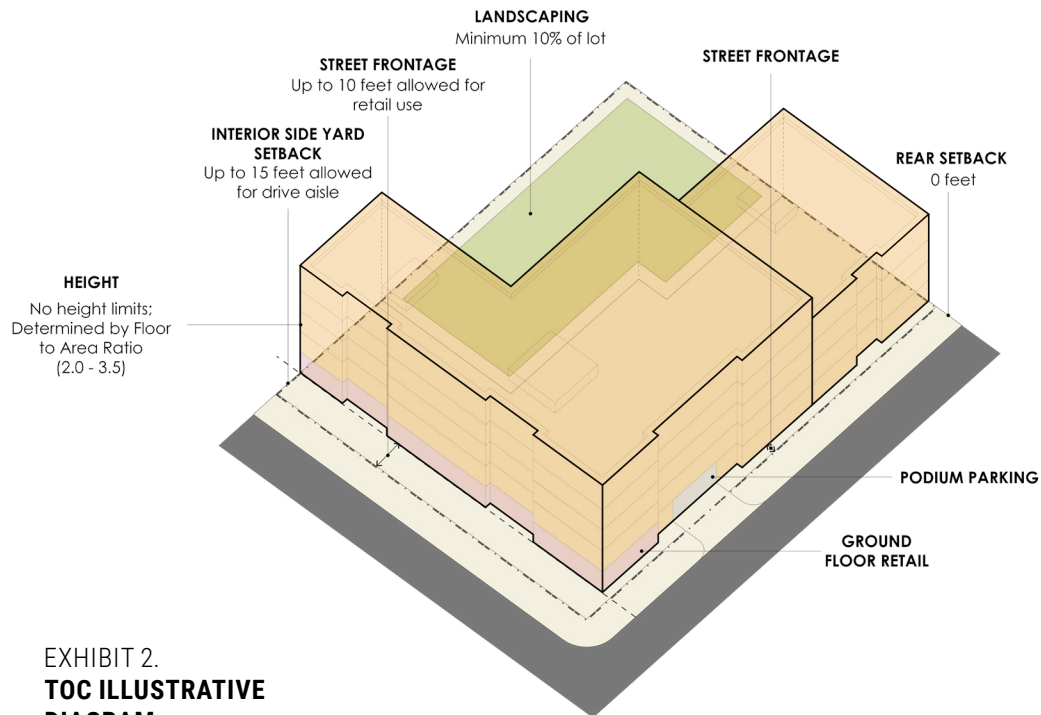 LANDSCAPING
Minimum 10% of lot
STREET FRONTAGE
Up to 10 feet allowed for
retail use
STREET FRONTAGE
INTERIOR SIDE YARD
SETBACK
Up to 15 feet allowed
for drive aisle
REAR SETBACK
0 feet
HEIGHT
No height limits;
Determined by Floor
to Area Ratio
(2.0 - 3.5)
PODIUM PARKING
GROUND
FLOOR RETAIL
EXHIBIT 2.
TOC ILLUSTRATIVE
DIAGRAM